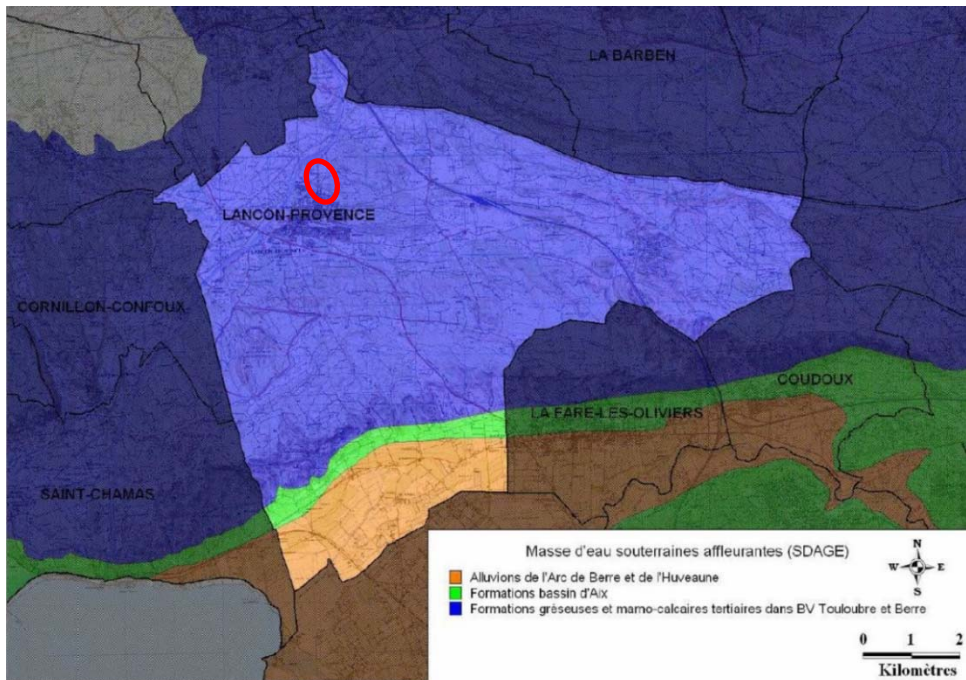 LA BARBEN
LANCON-PROVENCE
CORNILLON-CONFOUX
COUDOUX
LA FARE-LES-OLIVIERS
SAINT-CHAMAS
Masse d'eau souterraines affleurantes (SDAGE)
Alluvions de l'Arc de Berre et de l'Huveaune
Formations bassin d'Aix
Formations gréseuses et marno-calcaires tertiaires dans BV Touloubre et Berre
N
W E
S
0 1 2
Kilomètres